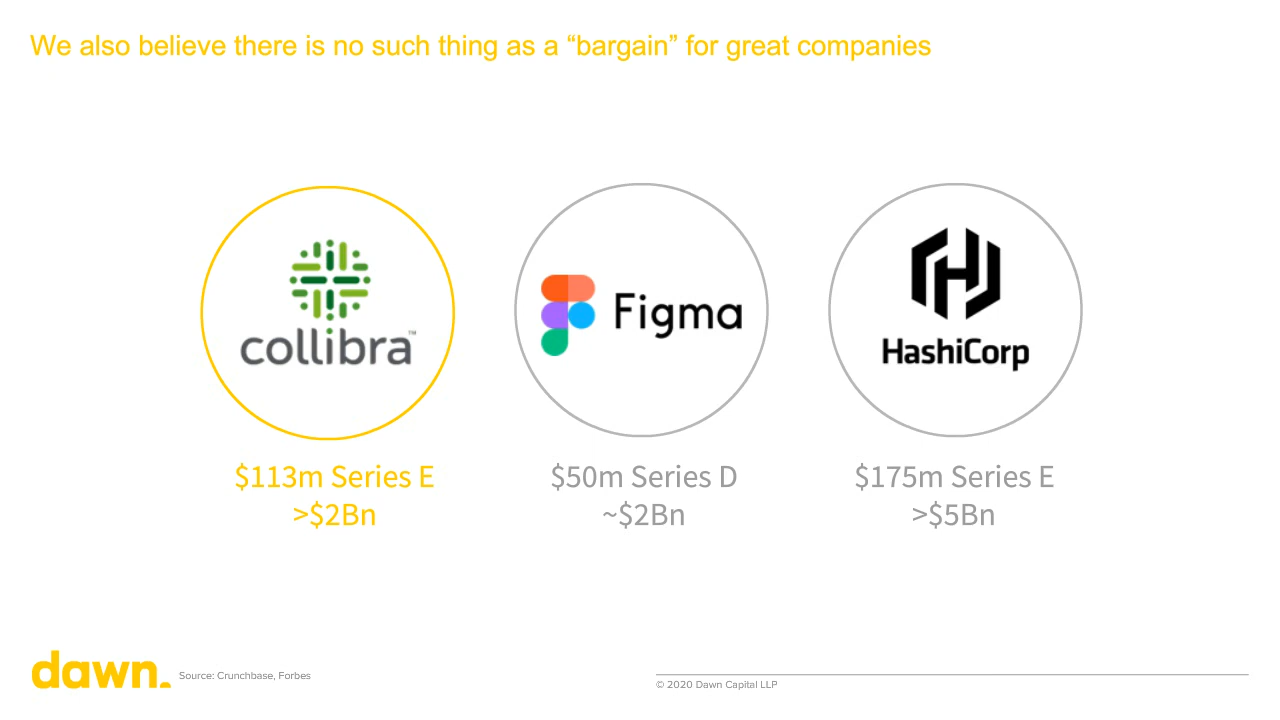 We also believe there is no such thing as a “bargain” for great companies
collibra™
Figma
HashiCorp
$113m Series E
>$2Bn
$50m Series D
~$2Bn
$175m Series E
>$5Bn
dawn.
Source: Crunchbase, Forbes
© 2020 Dawn Capital LLP